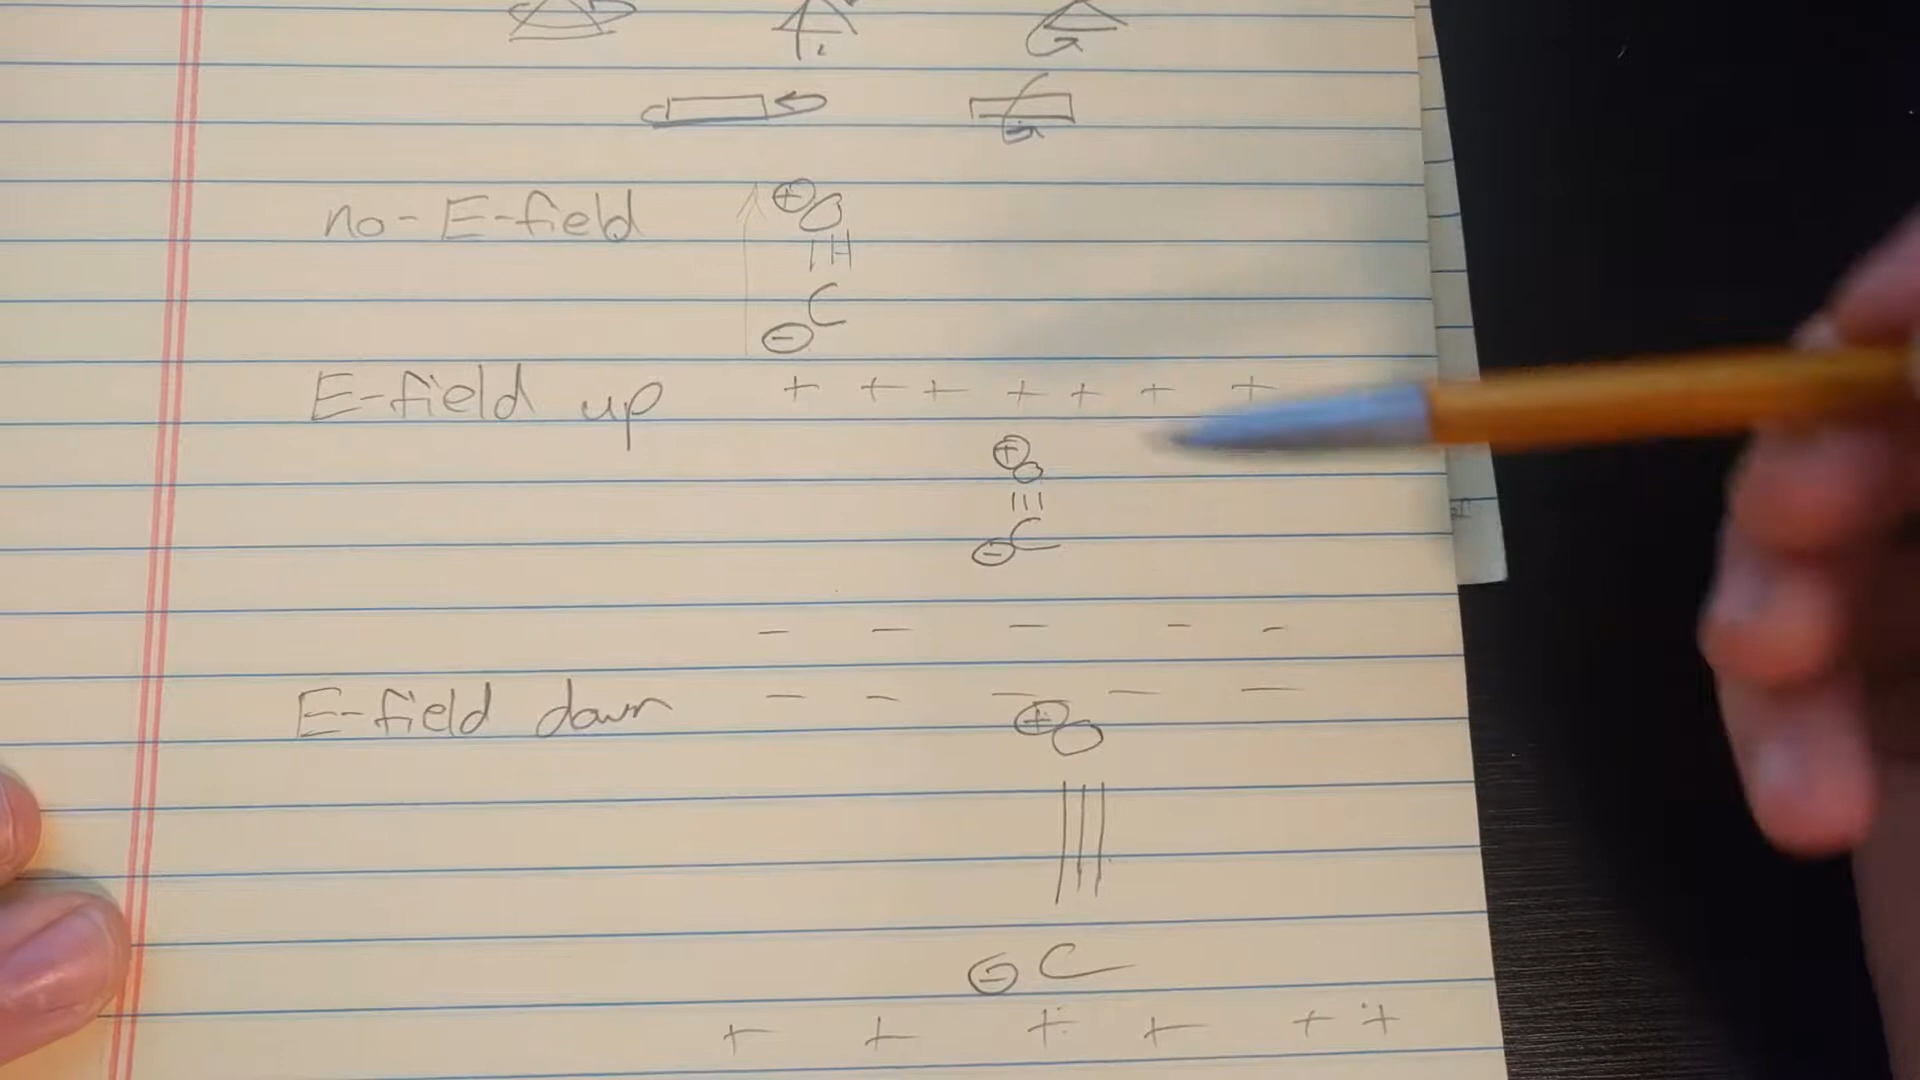 no-E-field
+ O
C
-
E-field up
+ + + + + + +
+ O
- C
- - - - -
E-field down
- - - - -
+ O
- C
+ + + + + +